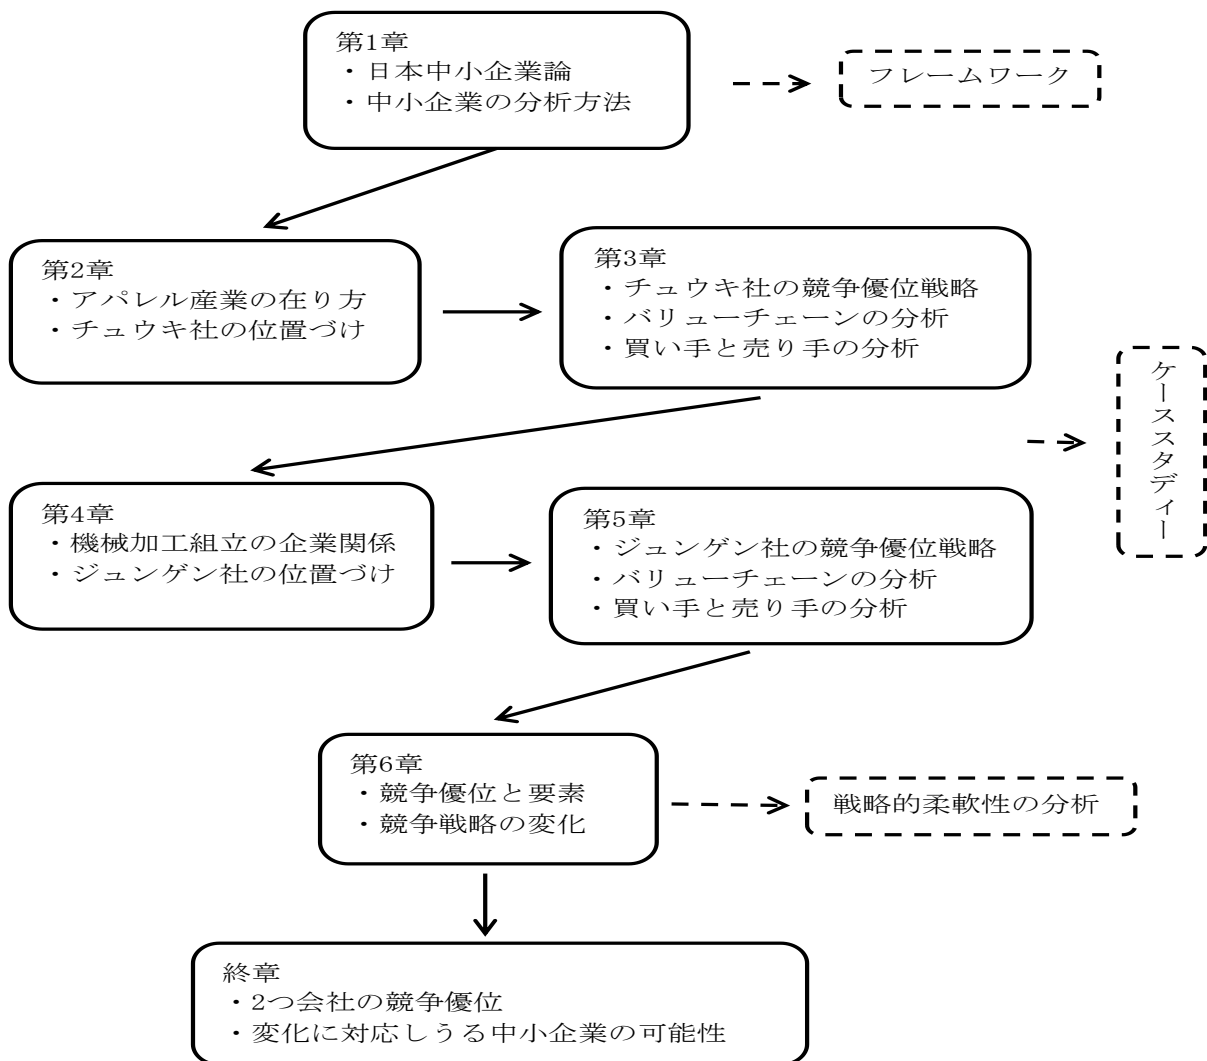 第1章
・日本中小企業論
・中小企業の分析方法
フレームワーク
第2章
・アパレル産業の在り方
・チュウキ社の位置づけ
第3章
・チュウキ社の競争優位戦略
・バリューチェーンの分析
・買い手と売り手の分析
ケーススタディー
第4章
・機械加工組立の企業関係
・ジュンゲン社の位置づけ
第5章
・ジュンゲン社の競争優位戦略
・バリューチェーンの分析
・買い手と売り手の分析
第6章
・競争優位と要素
・競争戦略の変化
戦略的柔軟性の分析
終章
・2つ会社の競争優位
・変化に対応しうる中小企業の可能性